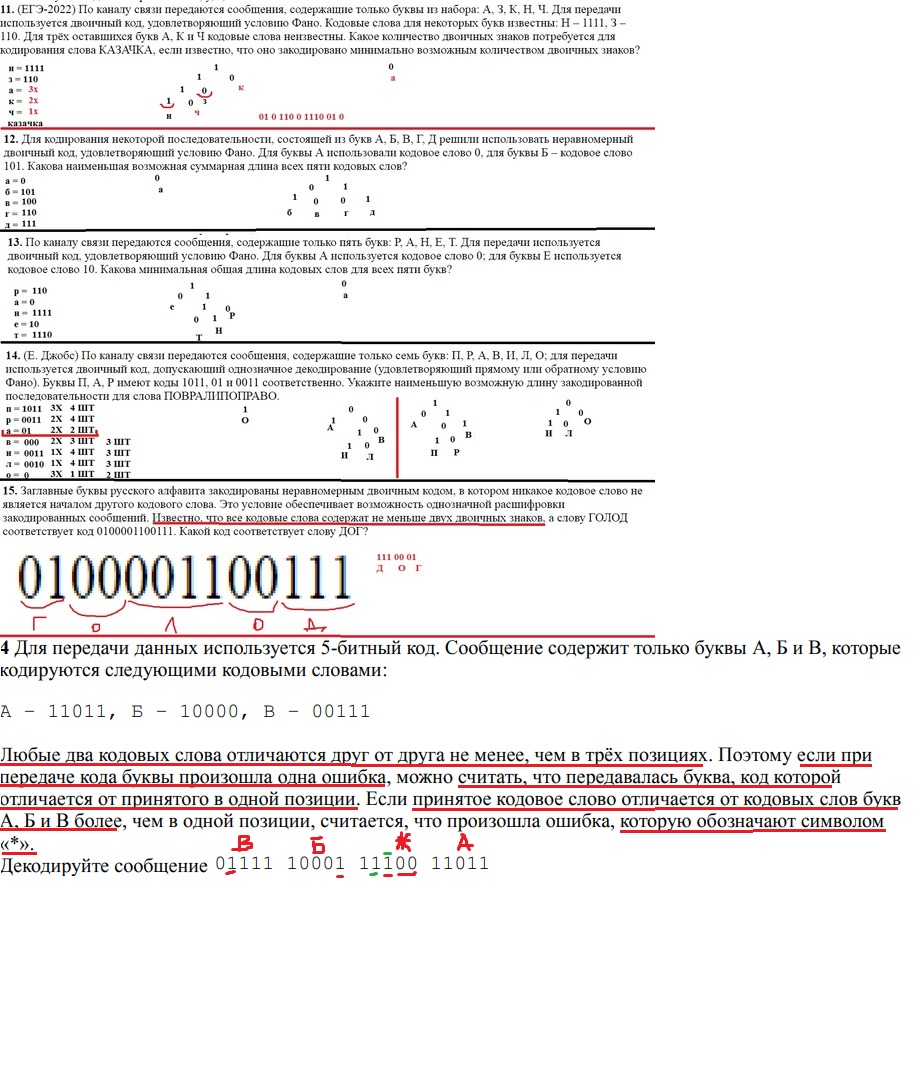 11. (ЕГЭ-2022) По каналу связи передаются сообщения, содержащие только буквы из набора: А, З, К, Н, Ч. Для передачи
используется двоичный код, удовлетворяющий условию Фано. Кодовые слова для некоторых букв известны: Н – 1111, З –
110. Для трёх оставшихся букв А, К и Ч кодовые слова неизвестны. Какое количество двоичных знаков потребуется для
кодирования слова КАЗАЧКА, если известно, что оно закодировано минимально возможным количеством двоичных знаков?
н = 1111 1 0
з = 110 1 0 а
а = 3х 1 0 к
к = 2х 1 0 з
ч = 1х н ч 01 0 110 0 1110 01 0
казачка
12. Для кодирования некоторой последовательности, состоящей из букв А, Б, В, Г, Д решили использовать неравномерный
двоичный код, удовлетворяющий условию Фано. Для буквы А использовали кодовое слово 0, для буквы Б – кодовое слово
101. Какова наименьшая возможная суммарная длина всех пяти кодовых слов?
а = 0 0 1
б = 101 а 0 1
в = 100 1 0 0 1
г = 110 б в г д
д = 111
13. По каналу связи передаются сообщения, содержащие только пять букв: Р, А, Н, Е, Т. Для передачи используется
двоичный код, удовлетворяющий условию Фано. Для буквы А используется кодовое слово 0; для буквы Е используется
кодовое слово 10. Какова минимальная общая длина кодовых слов для всех пяти букв?
р = 110 1 0
а = 0 0 1 а
н = 1111 е 1 0 Р
е = 10 0 1 Н
т = 1110 Т
14. (Е. Джобс) По каналу связи передаются сообщения, содержащие только семь букв: П, Р, А, В, И, Л, О; для передачи
используется двоичный код, допускающий однозначное декодирование (удовлетворяющий прямому или обратному условию
Фано). Буквы П, А, Р имеют коды 1011, 01 и 0011 соответственно. Укажите наименьшую возможную длину закодированной
последовательности для слова ПОВРАЛИПОПРАВО.
п = 1011 3Х 4 ШТ 1 0 1 0
р = 0011 2Х 4 ШТ О 1 0 0 1 1 0 О
а = 01 2Х 2 ШТ А 1 0 А 0 1
в = 000 2Х 3 ШТ 3 ШТ 1 0 В 1 0 В 1 0
и = 0011 1Х 4 ШТ 3 ШТ И Л П Р И Л
л = 0010 1Х 4 ШТ 3 ШТ
о = 0 3Х 1 ШТ 2 ШТ
15. Заглавные буквы русского алфавита закодированы неравномерным двоичным кодом, в котором никакое кодовое слово не
является началом другого кодового слова. Это условие обеспечивает возможность однозначной расшифровки
закодированных сообщений. Известно, что все кодовые слова содержат не меньше двух двоичных знаков, а слову ГОЛОД
соответствует код 0100001100111. Какой код соответствует слову ДОГ?
0100001100111 111 00 01
Г О Л О Д Д О Г
4 Для передачи данных используется 5-битный код. Сообщение содержит только буквы А, Б и В, которые
кодируются следующими кодовыми словами:
А – 11011, Б – 10000, В – 00111
Любые два кодовых слова отличаются друг от друга не менее, чем в трёх позициях. Поэтому если при
передаче кода буквы произошла одна ошибка, можно считать, что передавалась буква, код которой
отличается от принятого в одной позиции. Если принятое кодовое слово отличается от кодовых слов букв
А, Б и В более, чем в одной позиции, считается, что произошла ошибка, которую обозначают символом
«*».
В Б Ж А
Декодируйте сообщение 01111 10001 11100 11011